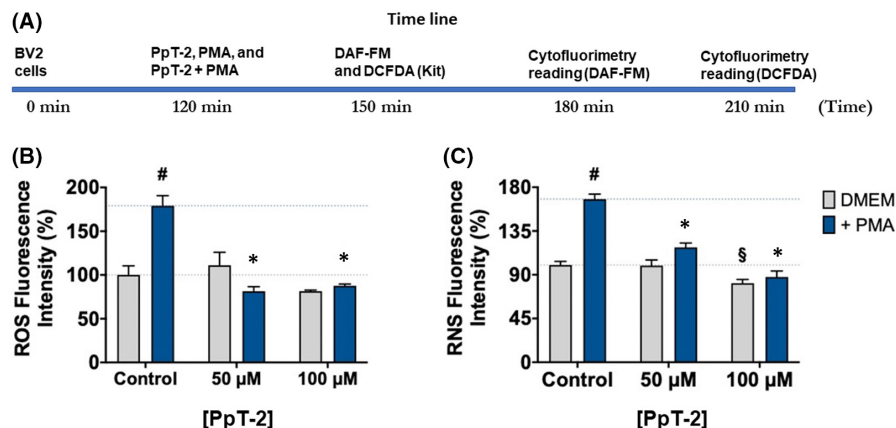 (A)
Time line
BV2 cells
PpT-2, PMA, and PpT-2 + PMA
DAF-FM and DCFDA (Kit)
Cytofluorimetry reading (DAF-FM)
Cytofluorimetry reading (DCFDA)
0 min
120 min
150 min
180 min
210 min
(Time)
(B)
ROS Fluorescence Intensity (%)
200
150
100
50
0
#
*
*
Control
50 µM
100 µM
[PpT-2]
(C)
RNS Fluorescence Intensity (%)
180
135
90
45
0
#
*
§
*
Control
50 µM
100 µM
[PpT-2]
DMEM
+ PMA